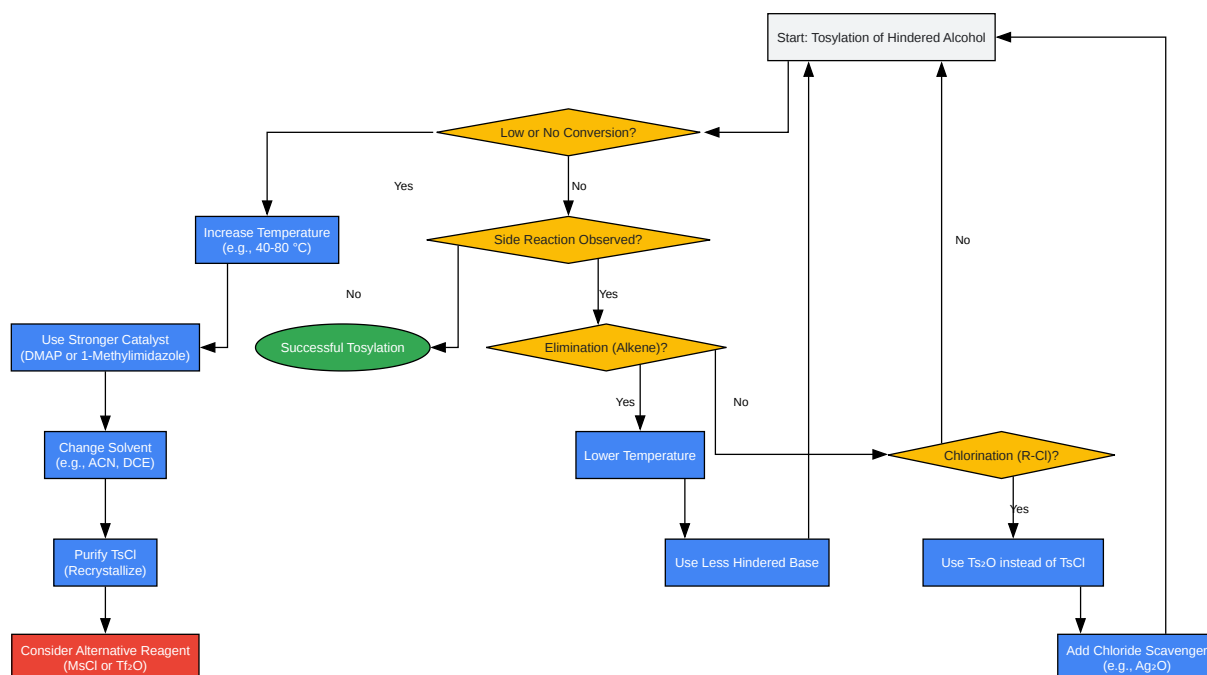 Start: Tosylation of Hindered Alcohol
Low or No Conversion?
Yes
No
Increase Temperature
(e.g., 40-80 °C)
Side Reaction Observed?
No
No
Yes
Use Stronger Catalyst
(DMAP or 1-Methylimidazole)
Successful Tosylation
Elimination (Alkene)?
Yes
No
Change Solvent
(e.g., ACN, DCE)
Lower Temperature
Chlorination (R-Cl)?
Yes
Purify TsCl
(Recrystallize)
Use Less Hindered Base
Use Ts₂O instead of TsCl
Consider Alternative Reagent
(MsCl or Tf₂O)
Add Chloride Scavenger
(e.g., Ag₂O)